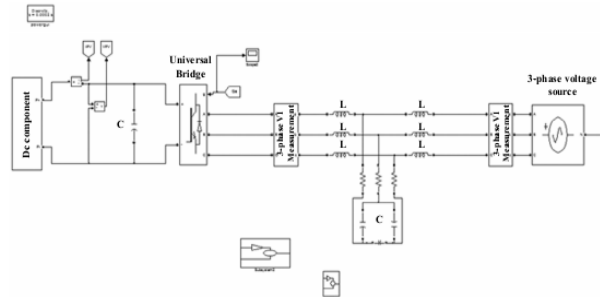 Universal
Bridge
3-phase voltage
source
Dc component
C
3-phase VI
Measurement
L
L
L
L
L
L
3-phase VI
Measurement
C